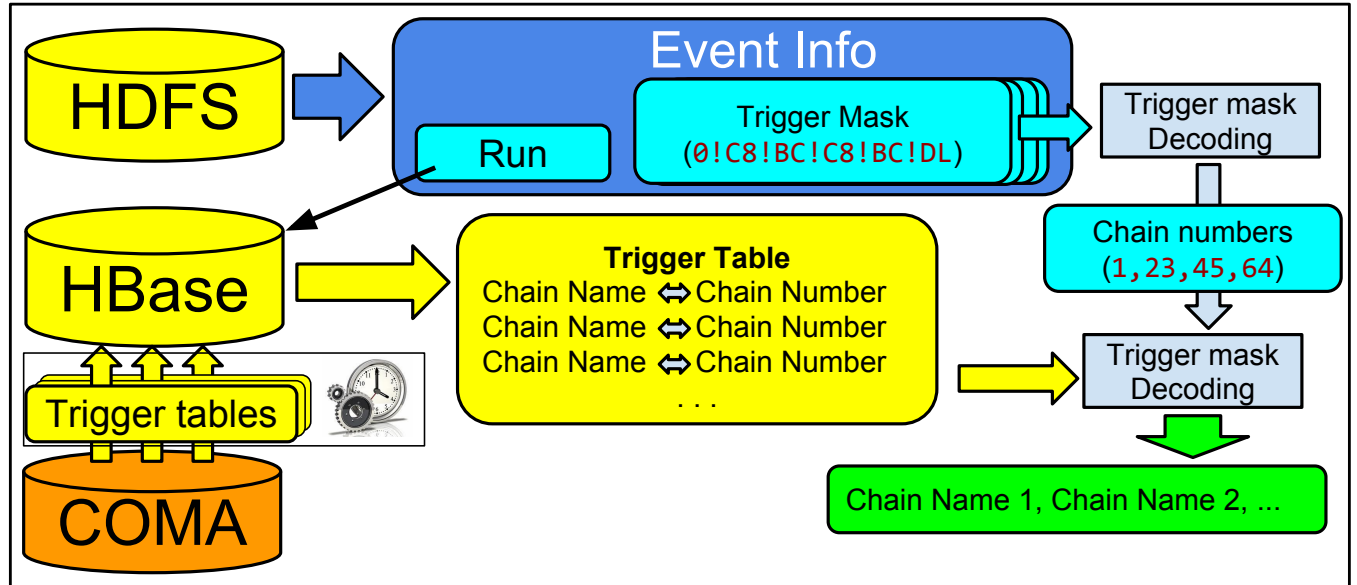 HDFS
Event Info
Run
Trigger Mask
(0!C8!BC!C8!BC!DL)
Trigger mask
Decoding
Chain numbers
(1,23,45,64)
HBase
Trigger Table
Chain Name ⇔ Chain Number
Chain Name ⇔ Chain Number
Chain Name ⇔ Chain Number
. . .
Trigger mask
Decoding
Trigger tables
COMA
Chain Name 1, Chain Name 2, ...